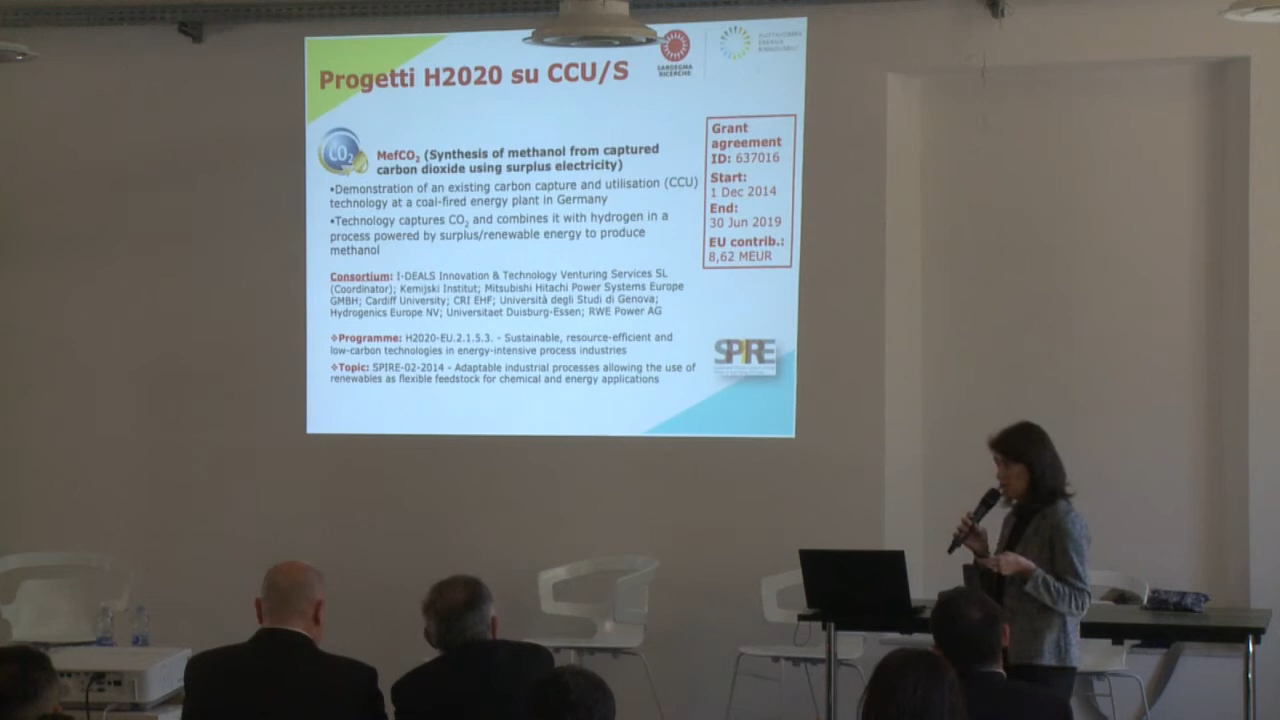 Progetti H2020 su CCU/S
SARDEGNA
RICERCHE
PIATTAFORMA
ENERGIE
RINNOVABILI
CO2
MefCO2 (Synthesis of methanol from captured
carbon dioxide using surplus electricity)
•Demonstration of an existing carbon capture and utilisation (CCU)
technology at a coal-fired energy plant in Germany
•Technology captures CO2 and combines it with hydrogen in a
process powered by surplus/renewable energy to produce
methanol
Grant
agreement
ID: 637016
Start:
1 Dec 2014
End:
30 Jun 2019
EU contrib.:
8,62 MEUR
Consortium: I-DEALS Innovation & Technology Venturing Services SL
(Coordinator); Kemijski Institut; Mitsubishi Hitachi Power Systems Europe
GMBH; Cardiff University; CRI EHF; Università degli Studi di Genova;
Hydrogenics Europe NV; Universitaet Duisburg-Essen; RWE Power AG
❖Programme: H2020-EU.2.1.5.3. - Sustainable, resource-efficient and
low-carbon technologies in energy-intensive process industries
❖Topic: SPIRE-02-2014 - Adaptable industrial processes allowing the use of
renewables as flexible feedstock for chemical and energy applications
SPIRE